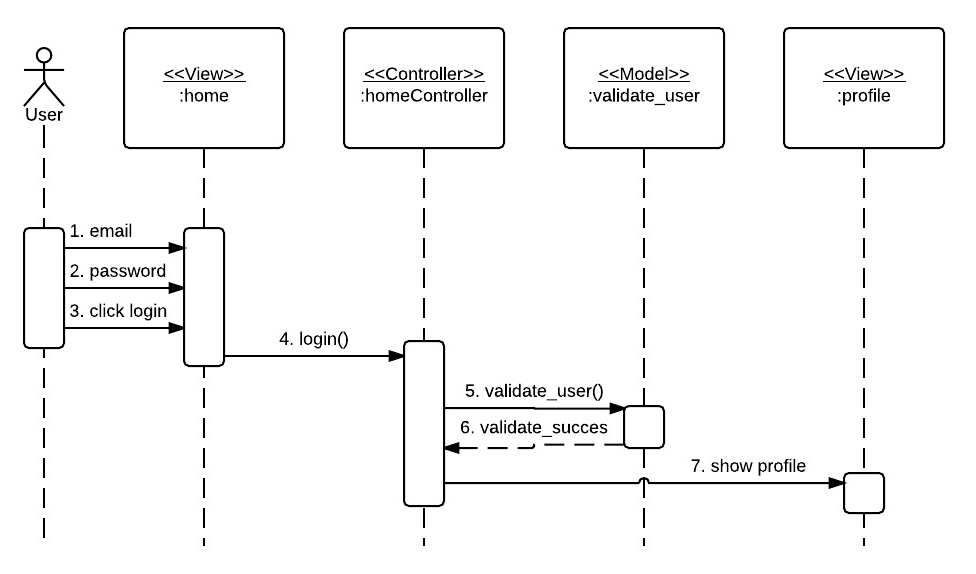 <<View>>
:home
<<Controller>>
:homeController
<<Model>>
:validate_user
<<View>>
:profile
User
1. email
2. password
3. click login
4. login()
5. validate_user()
6. validate_succes
7. show profile